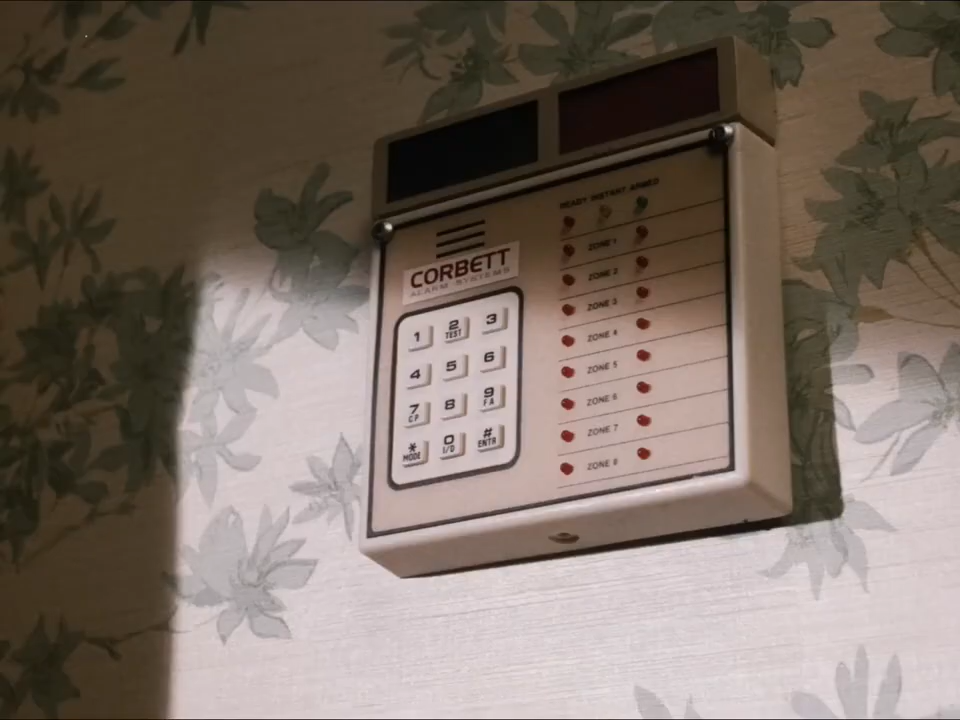 READY INSTANT ARMED
CORBETT
ALARM SYSTEMS
1 2 3
TEST
4 5 6
7 8 9
CP FA
* 0 #
MODE I/O ENTR
ZONE 1
ZONE 2
ZONE 3
ZONE 4
ZONE 5
ZONE 6
ZONE 7
ZONE 8